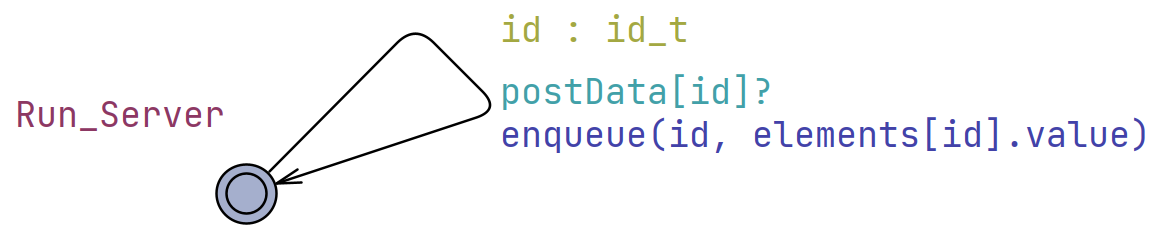 id : id_t
postData[id]?
Run_Server
enqueue(id, elements[id].value)